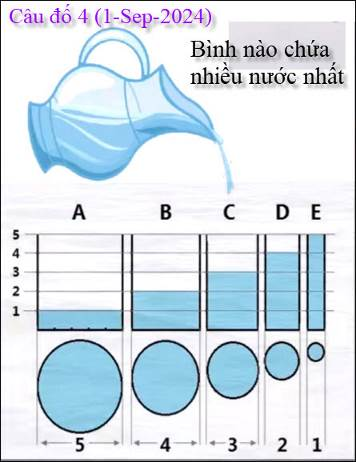 Câu đố 4 (1-Sep-2024)
Bình nào chứa
nhiều nước nhất
A B C D E
5
4
3
2
1
5 4 3 2 1